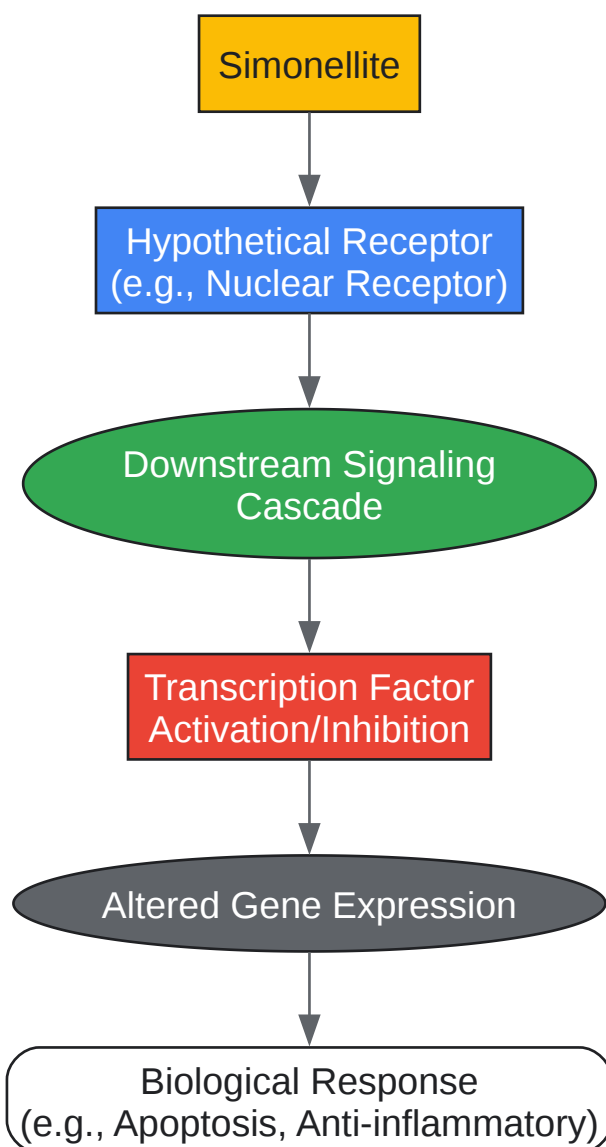 Simonellite
Hypothetical Receptor
(e.g., Nuclear Receptor)
Downstream Signaling
Cascade
Transcription Factor
Activation/Inhibition
Altered Gene Expression
Biological Response
(e.g., Apoptosis, Anti-inflammatory)